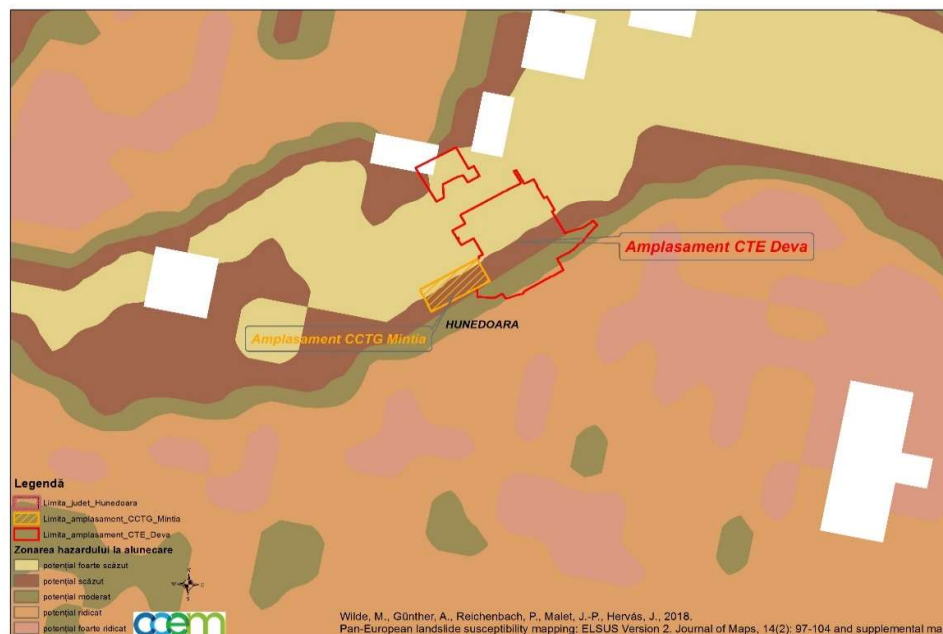 Amplasament CTE Deva
HUNEDOARA
Amplasament CCTG Mintia
Legendă
Limita_judet_Hunedoara
Limita_amplasament_CCTG_Mintia
Limita_amplasament_CTE_Deva
Zonarea hazardului la alunecare
potențial foarte scăzut
potențial scăzut
potențial moderat
potențial ridicat
potențial foarte ridicat
ccem
Wilde, M., Günther, A., Reichenbach, P., Malet, J.-P., Hervás, J., 2018.
Pan-European landslide susceptibility mapping: ELSUS Version 2. Journal of Maps, 14(2): 97-104 and supplemental ma